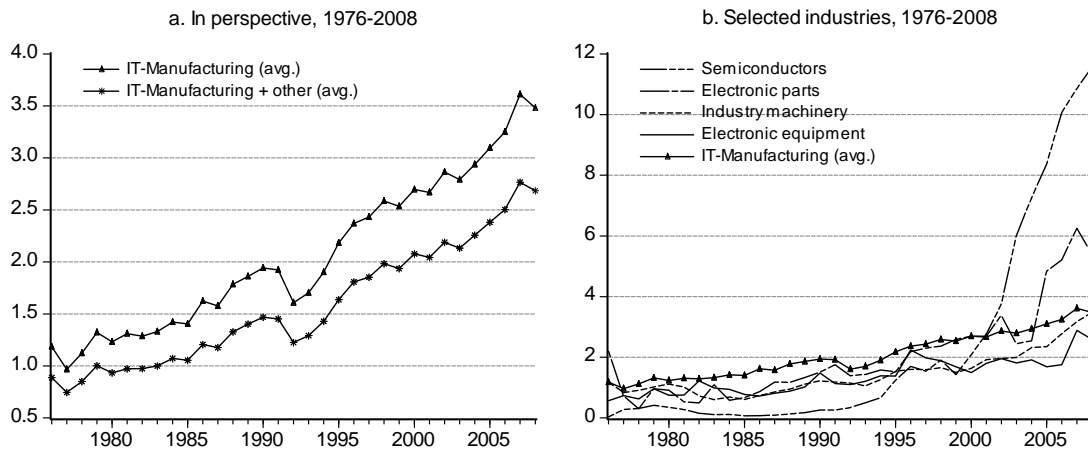 a. In perspective, 1976-2008
4.0
3.5
3.0
2.5
2.0
1.5
1.0
0.5
IT-Manufacturing (avg.)
IT-Manufacturing + other (avg.)
1980 1985 1990 1995 2000 2005
b. Selected industries, 1976-2008
12
10
8
6
4
2
0
Semiconductors
Electronic parts
Industry machinery
Electronic equipment
IT-Manufacturing (avg.)
1980 1985 1990 1995 2000 2005